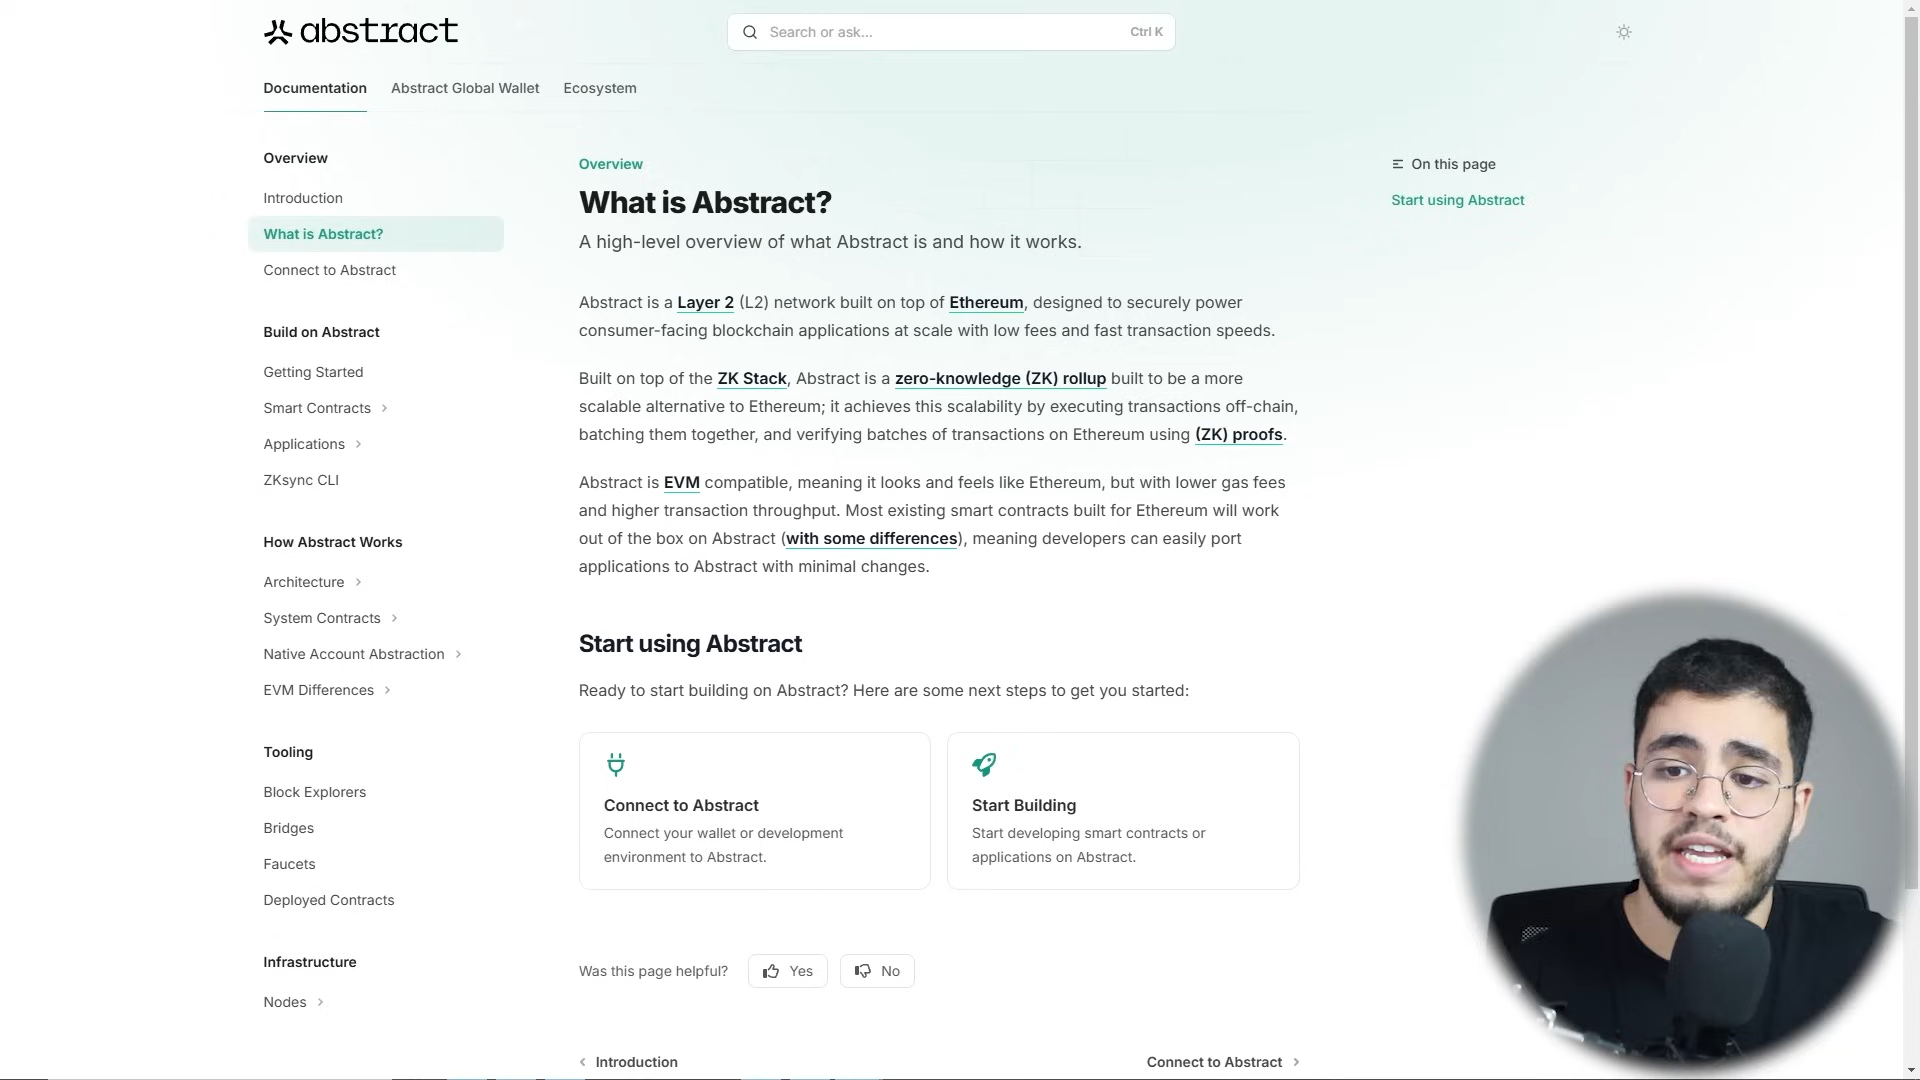 abstract
Search or ask...
Ctrl K
Documentation
Abstract Global Wallet
Ecosystem
Overview
Introduction
What is Abstract?
Connect to Abstract
Build on Abstract
Getting Started
Smart Contracts
Applications
ZKsync CLI
How Abstract Works
Architecture
System Contracts
Native Account Abstraction
EVM Differences
Tooling
Block Explorers
Bridges
Faucets
Deployed Contracts
Infrastructure
Nodes
Overview
What is Abstract?
A high-level overview of what Abstract is and how it works.
Abstract is a Layer 2 (L2) network built on top of Ethereum, designed to securely power
consumer-facing blockchain applications at scale with low fees and fast transaction speeds.
Built on top of the ZK Stack, Abstract is a zero-knowledge (ZK) rollup built to be a more
scalable alternative to Ethereum; it achieves this scalability by executing transactions off-chain,
batching them together, and verifying batches of transactions on Ethereum using (ZK) proofs.
Abstract is EVM compatible, meaning it looks and feels like Ethereum, but with lower gas fees
and higher transaction throughput. Most existing smart contracts built for Ethereum will work
out of the box on Abstract (with some differences), meaning developers can easily port
applications to Abstract with minimal changes.
Start using Abstract
Ready to start building on Abstract? Here are some next steps to get you started:
Connect to Abstract
Connect your wallet or development
environment to Abstract.
Start Building
Start developing smart contracts or
applications on Abstract.
Was this page helpful?
Yes
No
Introduction
Connect to Abstract
On this page
Start using Abstract